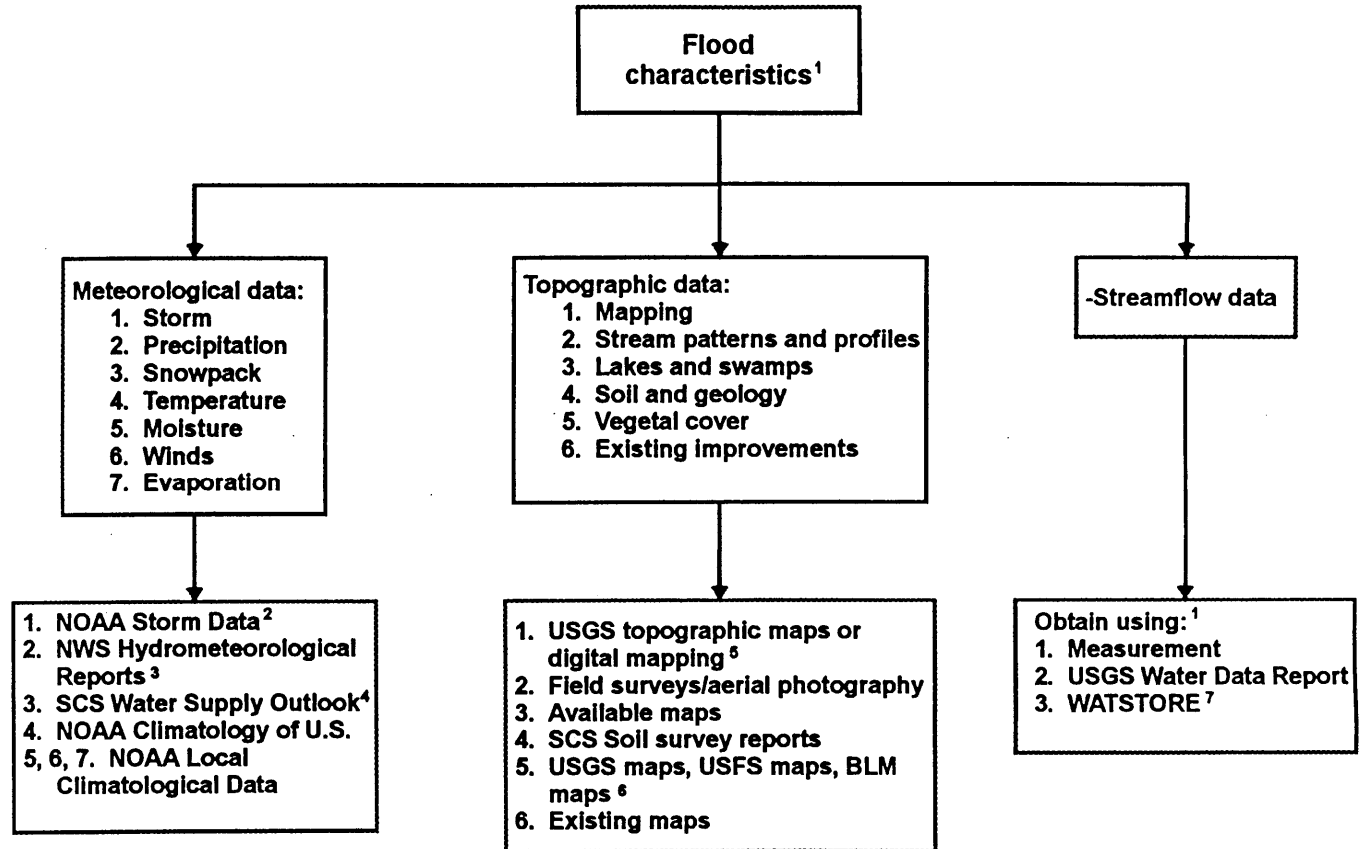 Flood
characteristics¹
Meteorological data:
1. Storm
2. Precipitation
3. Snowpack
4. Temperature
5. Moisture
6. Winds
7. Evaporation
Topographic data:
1. Mapping
2. Stream patterns and profiles
3. Lakes and swamps
4. Soil and geology
5. Vegetal cover
6. Existing improvements
-Streamflow data
1. NOAA Storm Data²
2. NWS Hydrometeorological
Reports³
3. SCS Water Supply Outlook⁴
4. NOAA Climatology of U.S.
5, 6, 7. NOAA Local
Climatological Data
1. USGS topographic maps or
digital mapping⁵
2. Field surveys/aerial photography
3. Available maps
4. SCS Soil survey reports
5. USGS maps, USFS maps, BLM
maps⁶
6. Existing maps
Obtain using:¹
1. Measurement
2. USGS Water Data Report
3. WATSTORE⁷